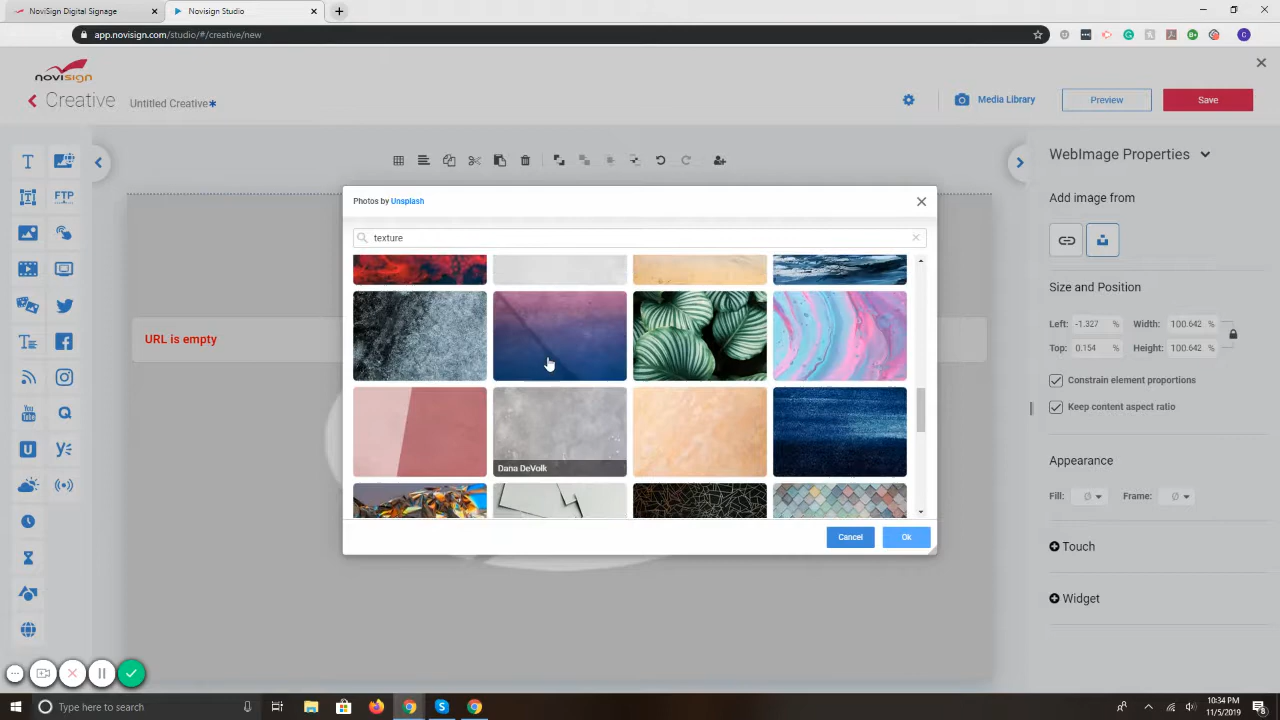 NoviSign Digital Signage
Novisign Studio
app.novisign.com/studio/#/creative/new
novisign
Creative
Untitled Creative*
Media Library
Preview
Save
T
FTP
WebImage Properties
Add image from
Size and Position
Left: -1.327 % Width: 100.642 %
Top: 0.154 % Height: 100.642 %
Constrain element proportions
Keep content aspect ratio
Appearance
Fill: Ø Frame: Ø
Touch
Widget
URL is empty
Photos by Unsplash
texture
Dana DeVolk
Cancel
Ok
Type here to search
10:34 PM
11/5/2019